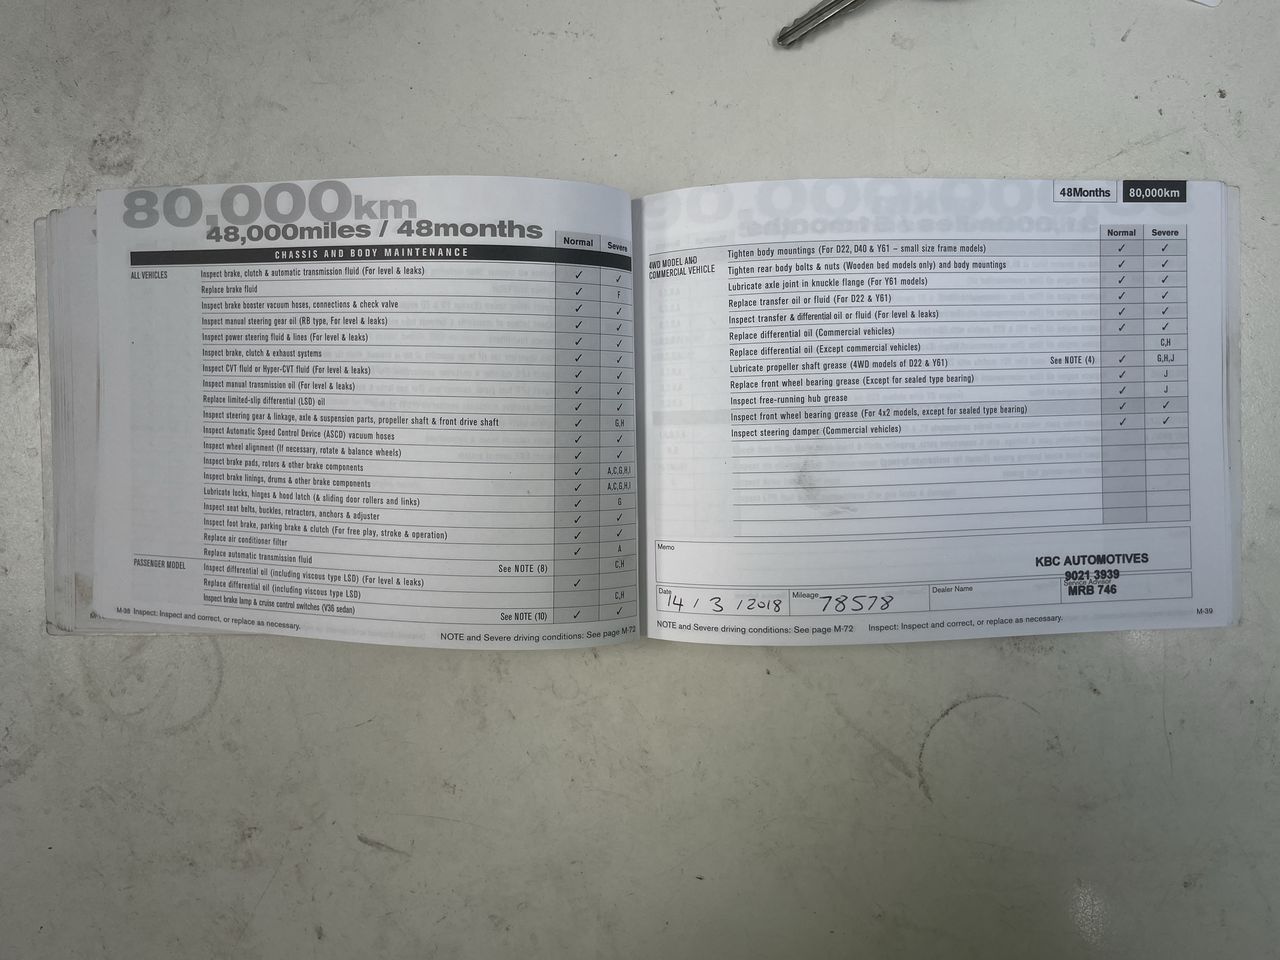 80,000km
48,000miles / 48months
Normal Severe
CHASSIS AND BODY MAINTENANCE
ALL VEHICLES
Inspect brake, clutch & automatic transmission fluid (For level & leaks) ✓ ✓
Replace brake fluid ✓ F
Inspect brake booster vacuum hoses, connections & check valve ✓ ✓
Inspect manual steering gear oil (RB type, For level & leaks) ✓ ✓
Inspect power steering fluid & lines (For level & leaks) ✓ ✓
Inspect brake, clutch & exhaust systems ✓ ✓
Inspect CVT fluid or Hyper-CVT fluid (For level & leaks) ✓ ✓
Inspect manual transmission oil (For level & leaks) ✓ ✓
Replace limited-slip differential (LSD) oil ✓ ✓
Inspect steering gear & linkage, axle & suspension parts, propeller shaft & front drive shaft ✓ G,H
Inspect Automatic Speed Control Device (ASCD) vacuum hoses ✓ ✓
Inspect wheel alignment (If necessary, rotate & balance wheels) ✓ ✓
Inspect brake pads, rotors & other brake components ✓ A,C,G,H,I
Inspect brake linings, drums & other brake components ✓ A,C,G,H,I
Lubricate locks, hinges & hood latch (& sliding door rollers and links) ✓ G
Inspect seat belts, buckles, retractors, anchors & adjuster ✓ ✓
Inspect foot brake, parking brake & clutch (For free play, stroke & operation) ✓ ✓
Replace air conditioner filter ✓ A
Replace automatic transmission fluid See NOTE (8) C,H
PASSENGER MODEL
Inspect differential oil (including viscous type LSD) (For level & leaks) ✓
Replace differential oil (including viscous type LSD) C,H
Inspect brake lamp & cruise control switches (V36 sedan) See NOTE (10) ✓ ✓
M-38 Inspect: Inspect and correct, or replace as necessary.
NOTE and Severe driving conditions: See page M-72
48Months 80,000km
Normal Severe
4WD MODEL AND
COMMERCIAL VEHICLE
Tighten body mountings (For D22, D40 & Y61 – small size frame models) ✓ ✓
Tighten rear body bolts & nuts (Wooden bed models only) and body mountings ✓ ✓
Lubricate axle joint in knuckle flange (For Y61 models) ✓ ✓
Replace transfer oil or fluid (For D22 & Y61) ✓ ✓
Inspect transfer & differential oil or fluid (For level & leaks) ✓ ✓
Replace differential oil (Commercial vehicles) ✓ ✓
Replace differential oil (Except commercial vehicles) C,H
Lubricate propeller shaft grease (4WD models of D22 & Y61) See NOTE (4) ✓ G,H,J
Replace front wheel bearing grease (Except for sealed type bearing) ✓ J
Inspect free-running hub grease ✓ J
Inspect front wheel bearing grease (For 4x2 models, except for sealed type bearing) ✓ ✓
Inspect steering damper (Commercial vehicles) ✓ ✓
Memo
KBC AUTOMOTIVES
9021 3939
MRB 746
Date 14 / 3 / 2018
Mileage 78578
Dealer Name
Service Advisor
NOTE and Severe driving conditions: See page M-72 Inspect: Inspect and correct, or replace as necessary.
M-39